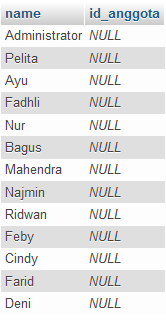 name id_anggota
Administrator NULL
Pelita NULL
Ayu NULL
Fadhli NULL
Nur NULL
Bagus NULL
Mahendra NULL
Najmin NULL
Ridwan NULL
Feby NULL
Cindy NULL
Farid NULL
Deni NULL